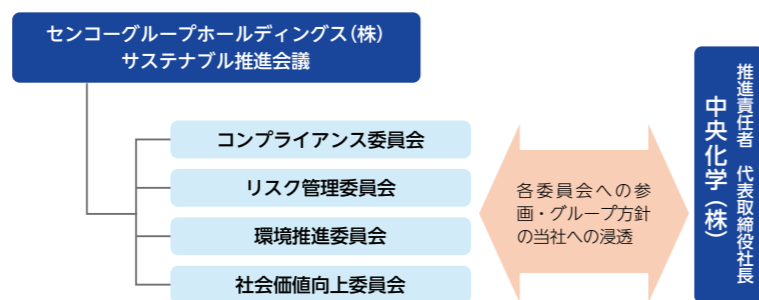 センコーグループホールディングス(株)
サステナブル推進会議
コンプライアンス委員会
リスク管理委員会
環境推進委員会
社会価値向上委員会
各委員会への参
画・グループ方針
の当社への浸透
推進責任者 代表取締役社長
中央化学(株)